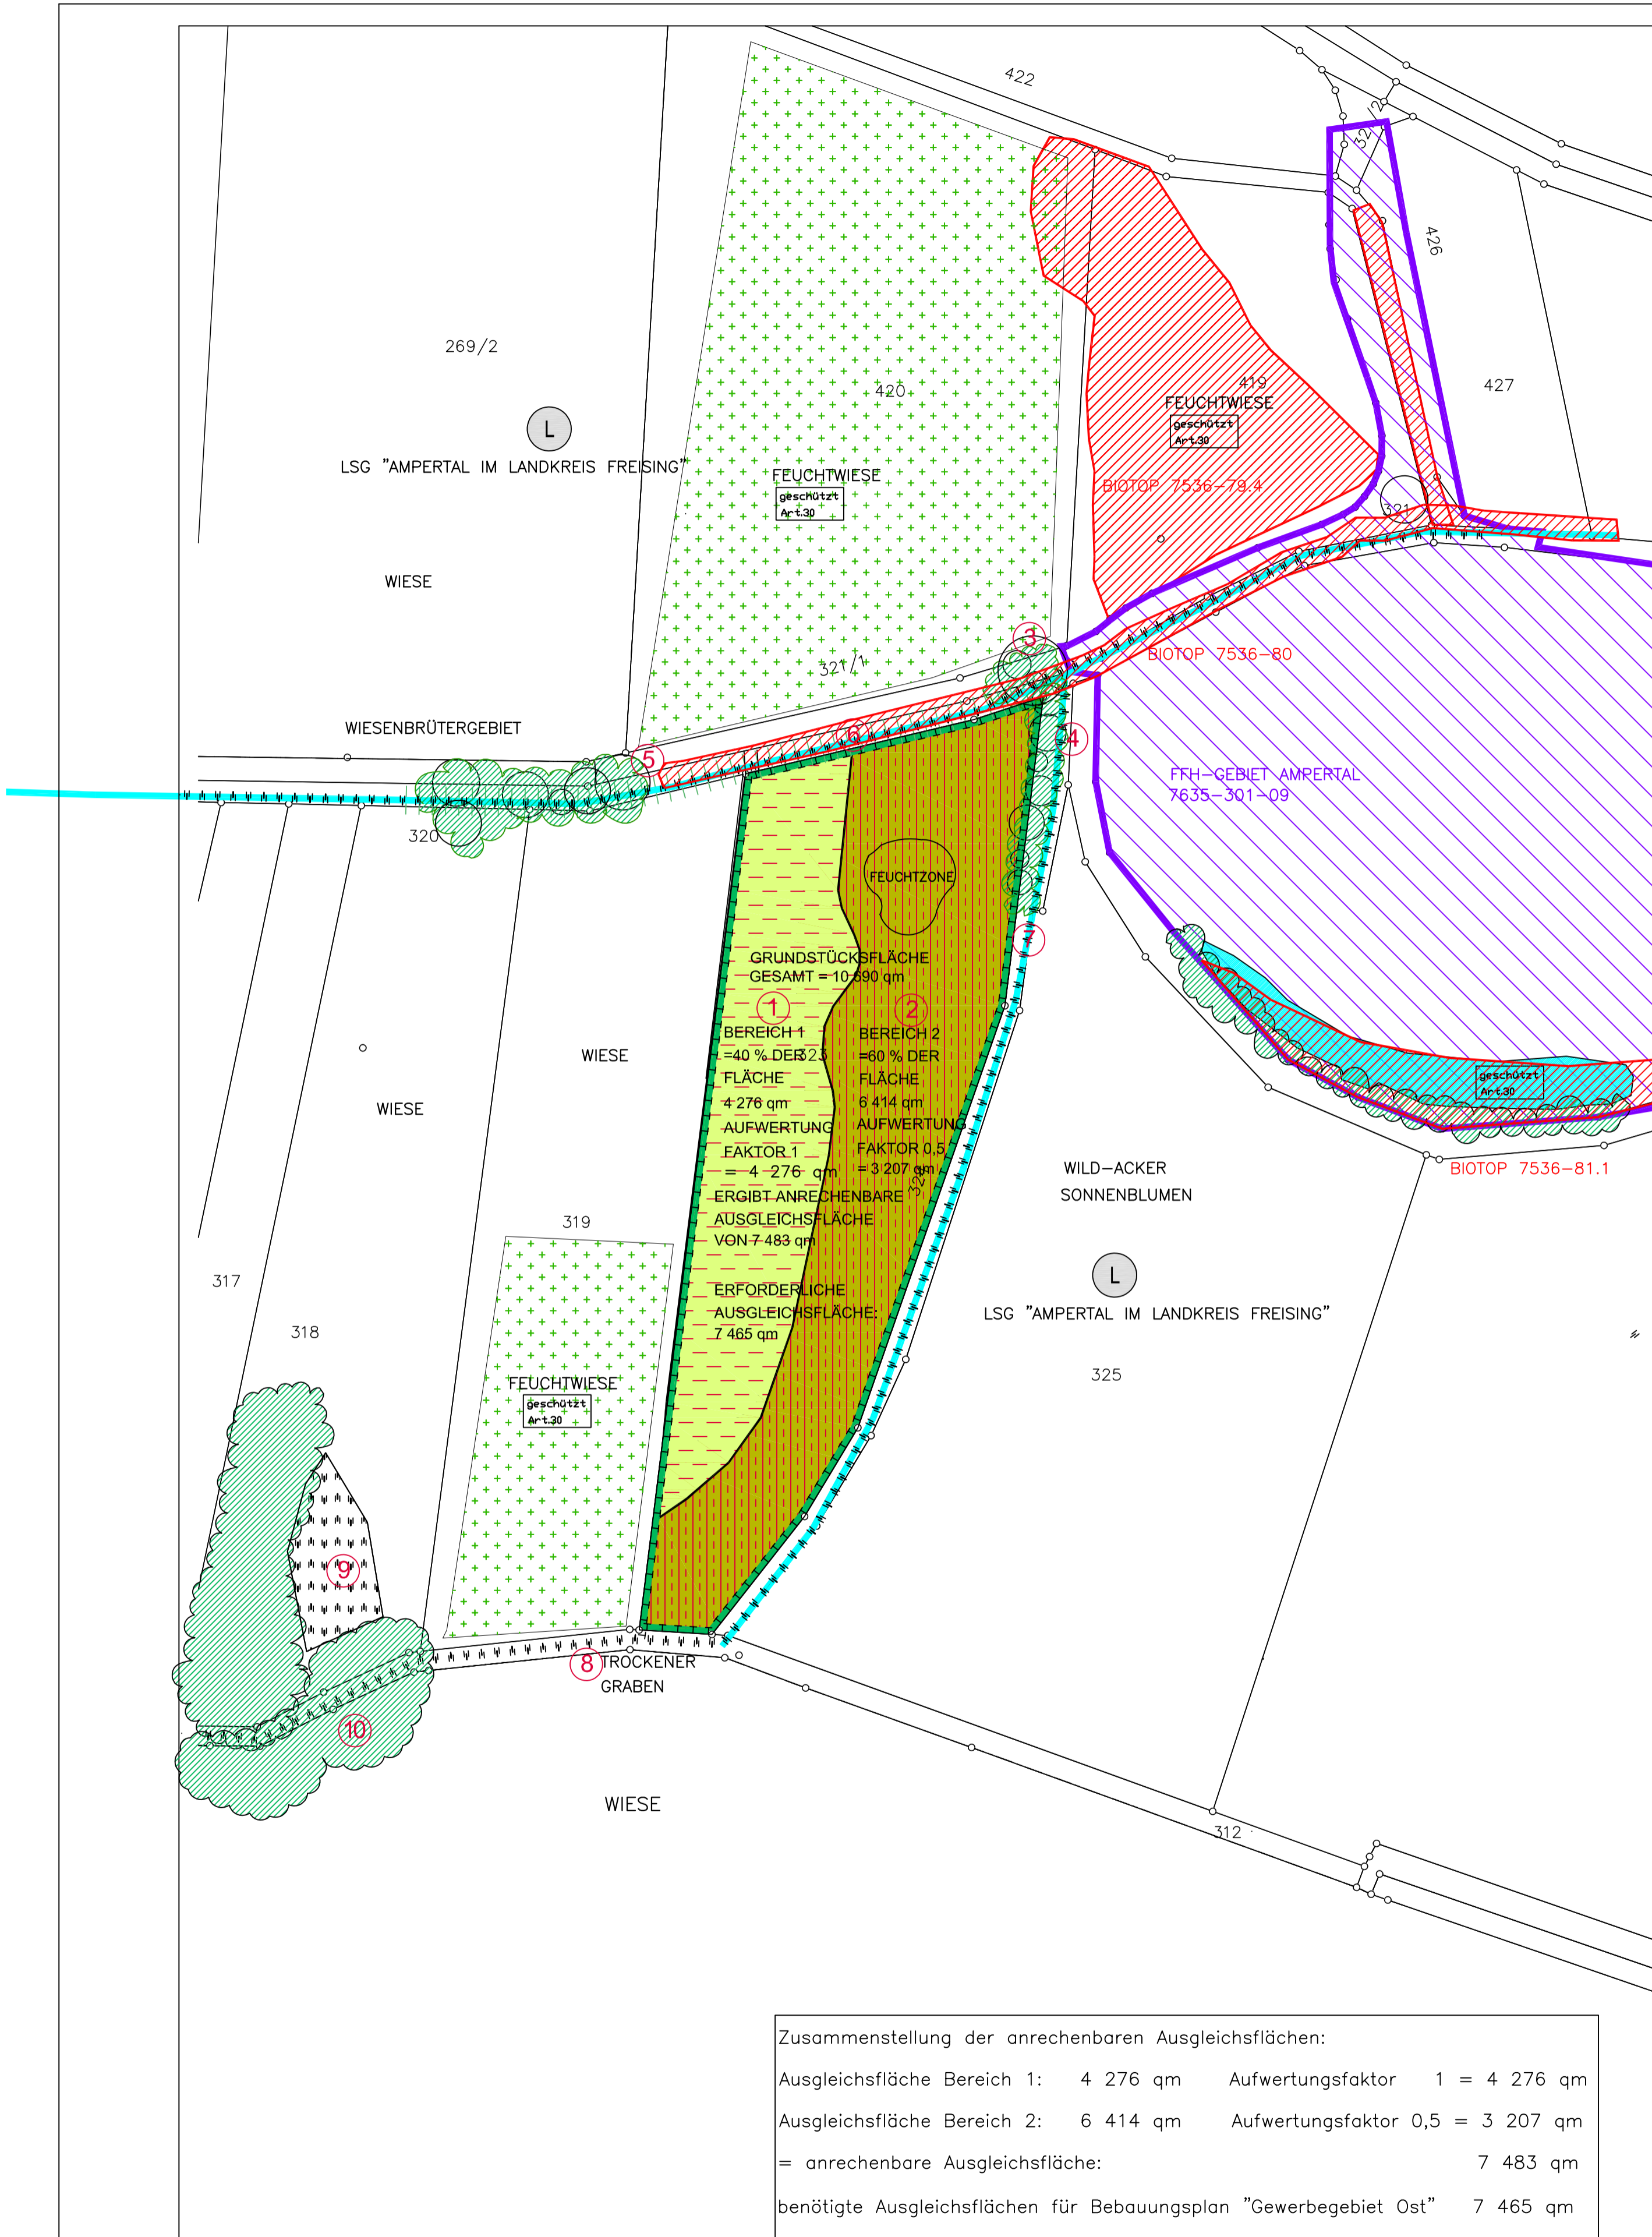 422
321/2
426
269/2
420
419
FEUCHTWIESE
geschützt
Art.30
427
L
LSG "AMPERTAL IM LANDKREIS FREISING"
FEUCHTWIESE
geschützt
Art.30
BIOTOP 7536-79.4
321
WIESE
3
BIOTOP 7536-80
321/1
WIESENBRÜTERGEBIET
5
6
4
FFH-GEBIET AMPERTAL
7635-301-09
320
FEUCHTZONE
7
GRUNDSTÜCKSFLÄCHE
GESAMT = 10 690 qm
1
2
BEREICH 1
=40 % DER
FLÄCHE
4 276 qm
AUFWERTUNG
FAKTOR 1
= 4 276 qm
323
BEREICH 2
=60 % DER
FLÄCHE
6 414 qm
AUFWERTUNG
FAKTOR 0,5
= 3 207 qm
324
ERGIBT ANRECHENBARE
AUSGLEICHSFLÄCHE
VON 7 483 qm
ERFORDERLICHE
AUSGLEICHSFLÄCHE:
7 465 qm
WIESE
WIESE
geschützt
Art.30
BIOTOP 7536-81.1
WILD-ACKER
SONNENBLUMEN
319
L
LSG "AMPERTAL IM LANDKREIS FREISING"
317
318
325
FEUCHTWIESE
geschützt
Art.30
9
8
TROCKENER
GRABEN
10
WIESE
312
Zusammenstellung der anrechenbaren Ausgleichsflächen:
Ausgleichsfläche Bereich 1: 4 276 qm Aufwertungsfaktor 1 = 4 276 qm
Ausgleichsfläche Bereich 2: 6 414 qm Aufwertungsfaktor 0,5 = 3 207 qm
= anrechenbare Ausgleichsfläche: 7 483 qm
benötigte Ausgleichsflächen für Bebauungsplan "Gewerbegebiet Ost" 7 465 qm